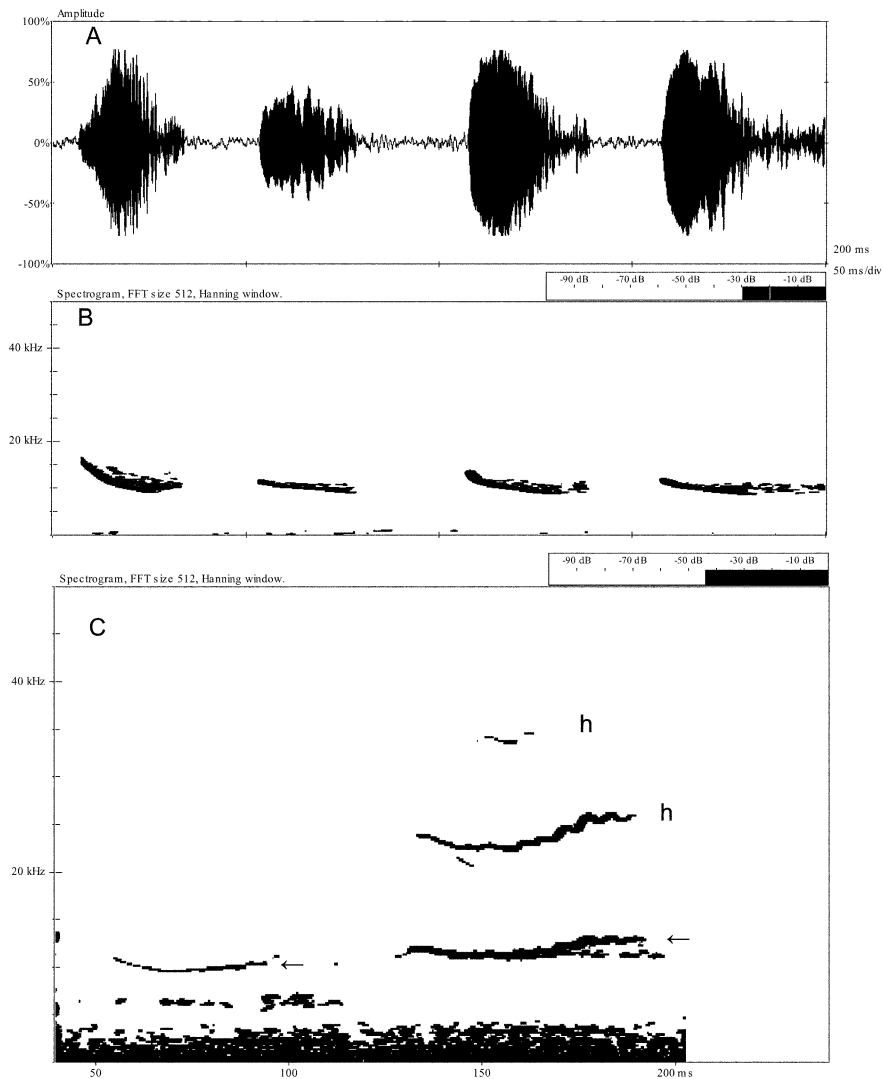 Amplitude
100%
A
50%
0%
-50%
-100%
200 ms
50 ms/div
-90 dB -70 dB -50 dB -30 dB -10 dB
Spectrogram, FFT size 512, Hanning window.
B
40 kHz
20 kHz
-90 dB -70 dB -50 dB -30 dB -10 dB
Spectrogram, FFT size 512, Hanning window.
C
40 kHz
h
h
20 kHz
←
←
50 100 150 200 ms